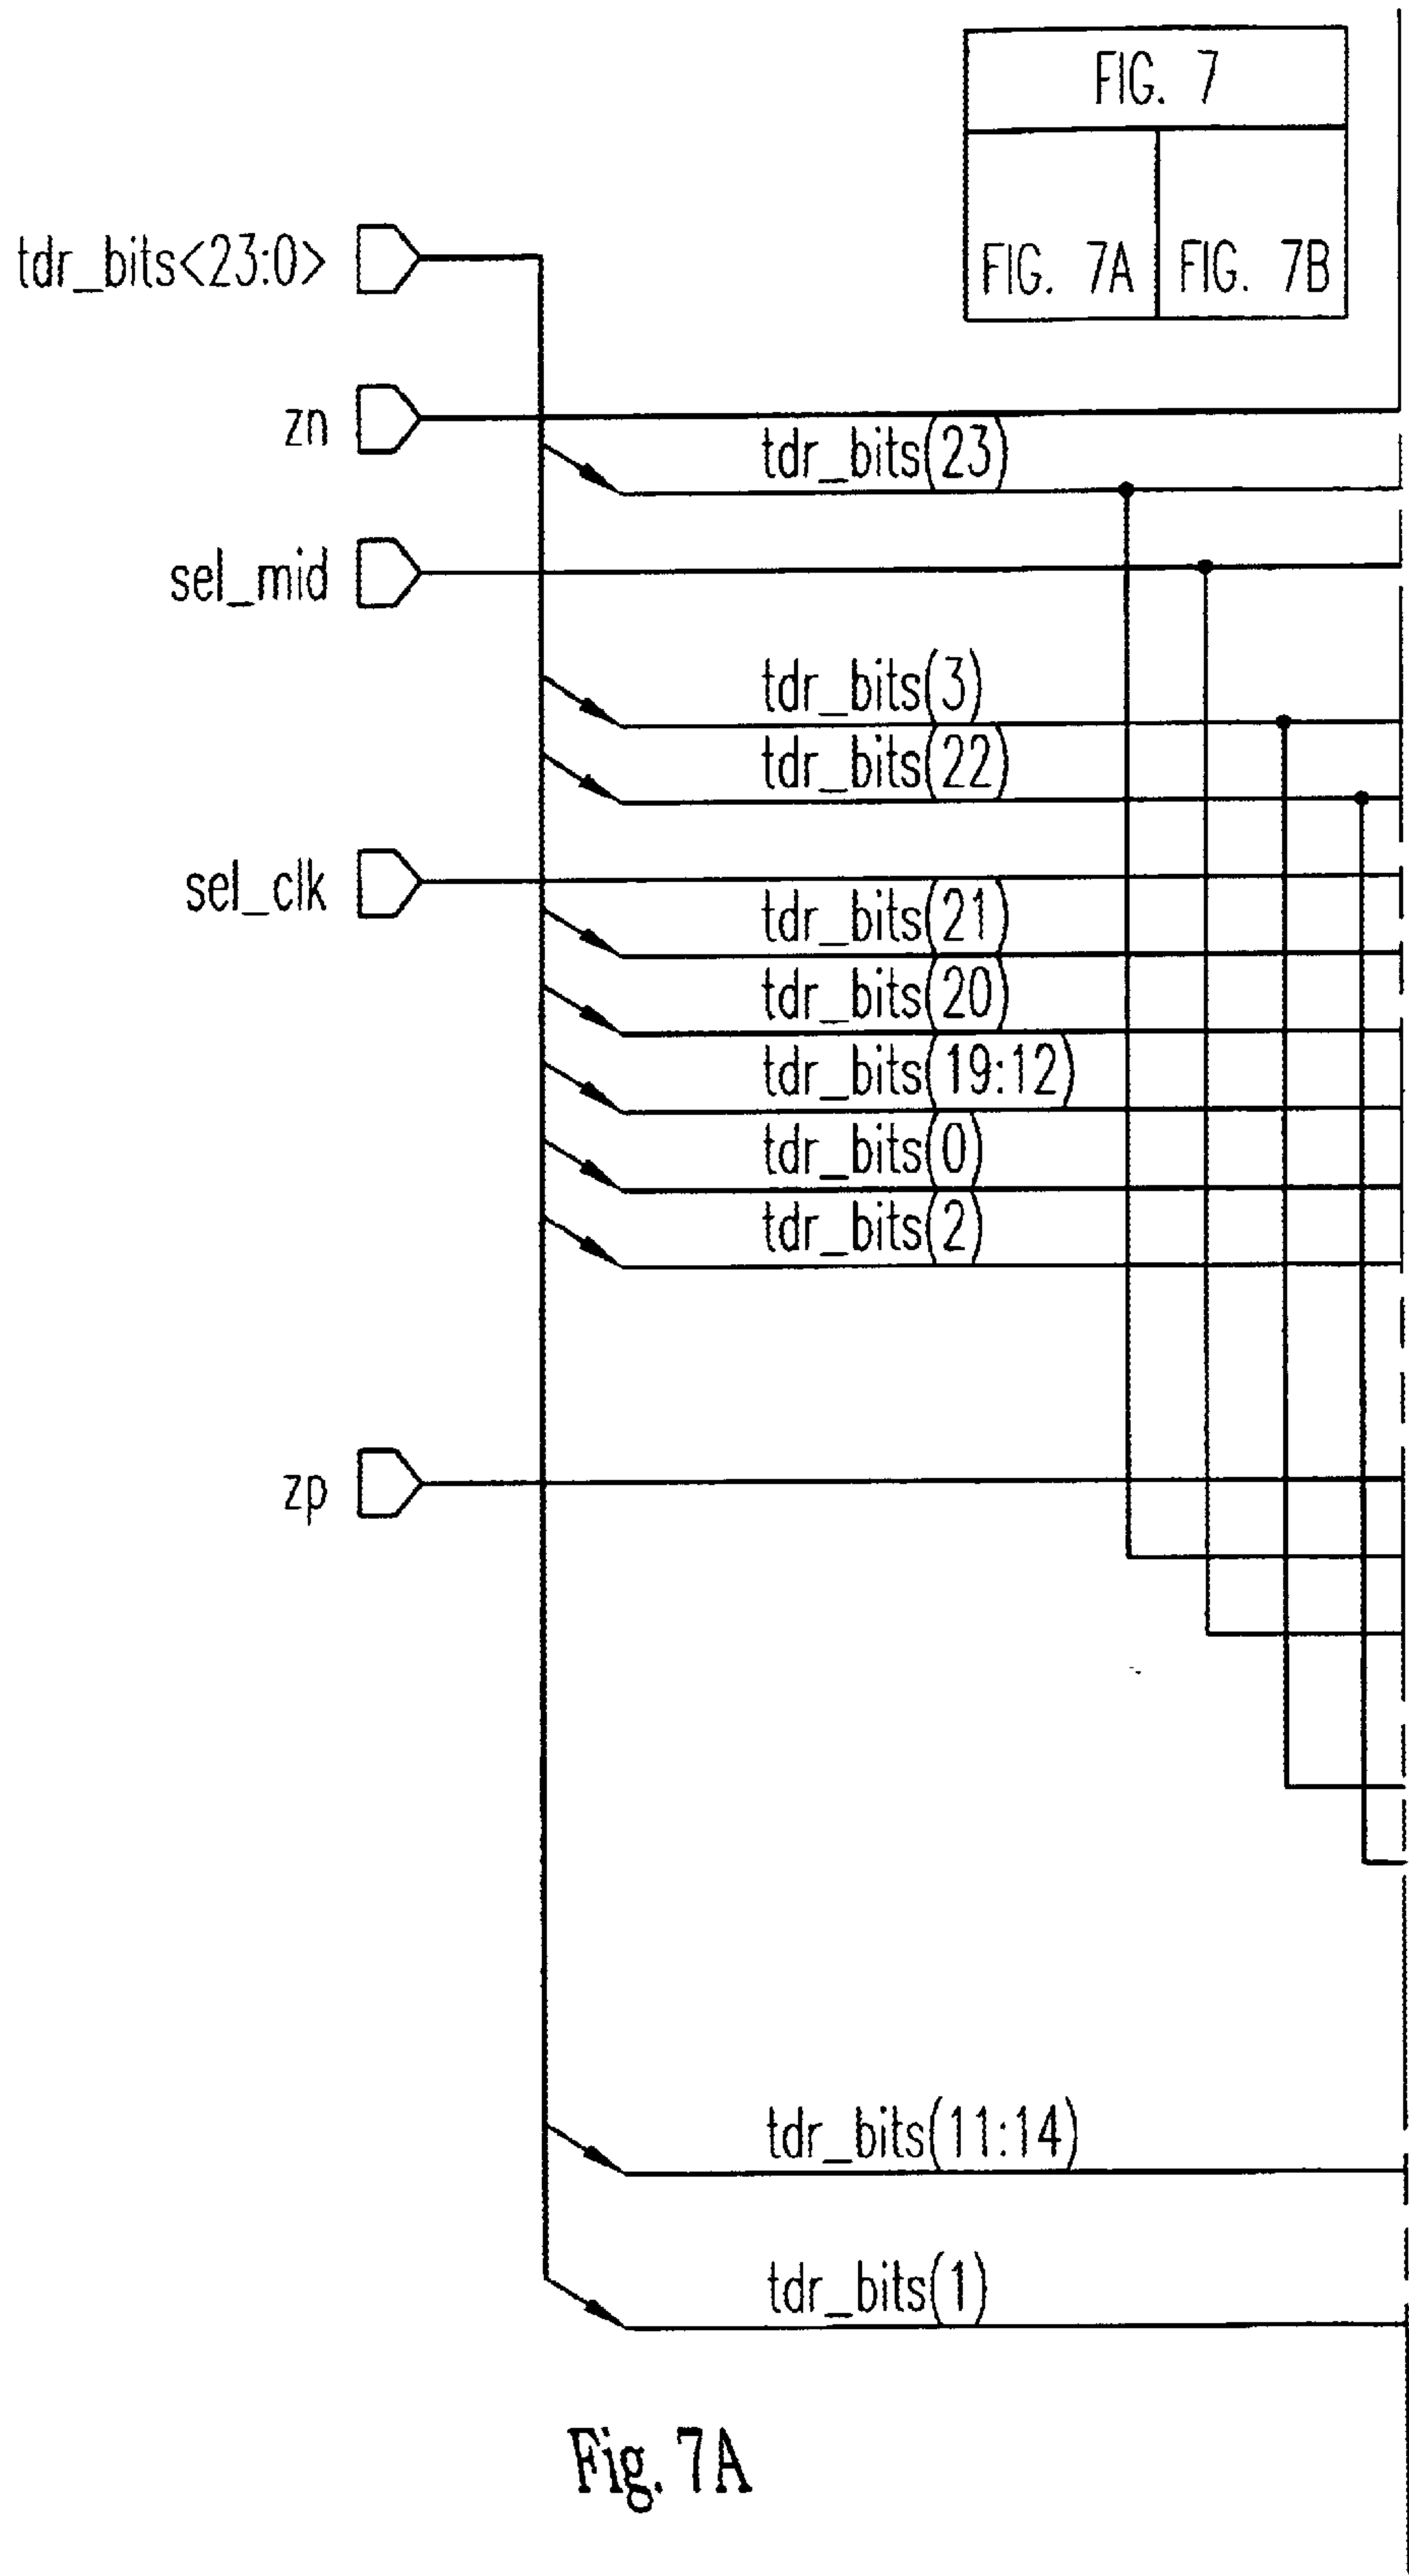 FIG. 7
FIG. 7A FIG. 7B
tdr_bits<23:0>
zn
tdr_bits(23)
sel_mid
tdr_bits(3)
tdr_bits(22)
sel_clk
tdr_bits(21)
tdr_bits(20)
tdr_bits(19:12)
tdr_bits(0)
tdr_bits(2)
zp
tdr_bits(11:14)
tdr_bits(1)
Fig. 7A